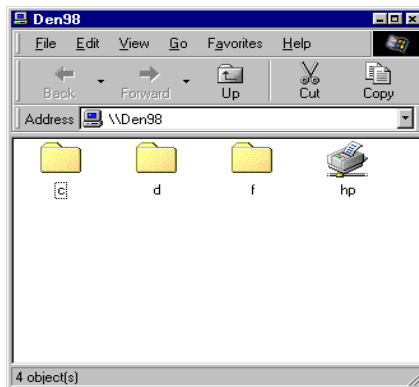 Den98
File Edit View Go Favorites Help
Back Forward Up Cut Copy
Address \\Den98
c d f hp
4 object(s)